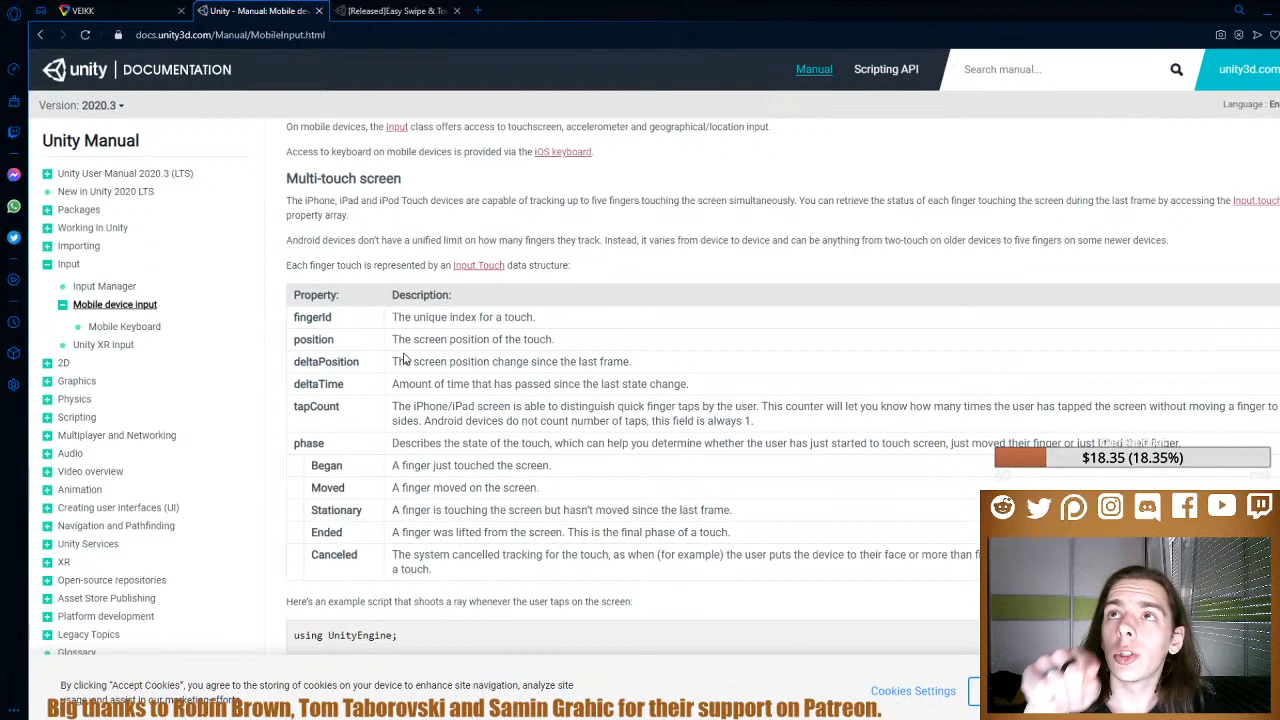 VEIKK
Unity - Manual: Mobile de
[Released]Easy Swipe & To
docs.unity3d.com/Manual/MobileInput.html
unity | DOCUMENTATION
Manual
Scripting API
Search manual...
unity3d.com
Version: 2020.3
Language : En
Unity Manual
Unity User Manual 2020.3 (LTS)
New in Unity 2020 LTS
Packages
Working in Unity
Importing
Input
Input Manager
Mobile device input
Mobile Keyboard
Unity XR Input
2D
Graphics
Physics
Scripting
Multiplayer and Networking
Audio
Video overview
Animation
Creating user interfaces (UI)
Navigation and Pathfinding
Unity Services
XR
Open-source repositories
Asset Store Publishing
Platform development
Legacy Topics
Glossary
On mobile devices, the Input class offers access to touchscreen, accelerometer and geographical/location input.
Access to keyboard on mobile devices is provided via the iOS keyboard.
Multi-touch screen
The iPhone, iPad and iPod Touch devices are capable of tracking up to five fingers touching the screen simultaneously. You can retrieve the status of each finger touching the screen during the last frame by accessing the Input.touch
property array.
Android devices don't have a unified limit on how many fingers they track. Instead, it varies from device to device and can be anything from two-touch on older devices to five fingers on some newer devices.
Each finger touch is represented by an Input.Touch data structure:
Property: Description:
fingerId The unique index for a touch.
position The screen position of the touch.
deltaPosition The screen position change since the last frame.
deltaTime Amount of time that has passed since the last state change.
tapCount The iPhone/iPad screen is able to distinguish quick finger taps by the user. This counter will let you know how many times the user has tapped the screen without moving a finger to
sides. Android devices do not count number of taps, this field is always 1.
phase Describes the state of the touch, which can help you determine whether the user has just started to touch screen, just moved their finger or just
Began A finger just touched the screen.
Moved A finger moved on the screen.
Stationary A finger is touching the screen but hasn't moved since the last frame.
Ended A finger was lifted from the screen. This is the final phase of a touch.
Canceled The system cancelled tracking for the touch, as when (for example) the user puts the device to their face or more than
a touch.
Here's an example script that shoots a ray whenever the user taps on the screen:
using UnityEngine;
$18.35 (18.35%)
By clicking "Accept Cookies", you agree to the storing of cookies on your device to enhance site navigation, analyze site
Cookies Settings
Big thanks to Robin Brown, Tom Taborovski and Samin Grahic for their support on Patreon.